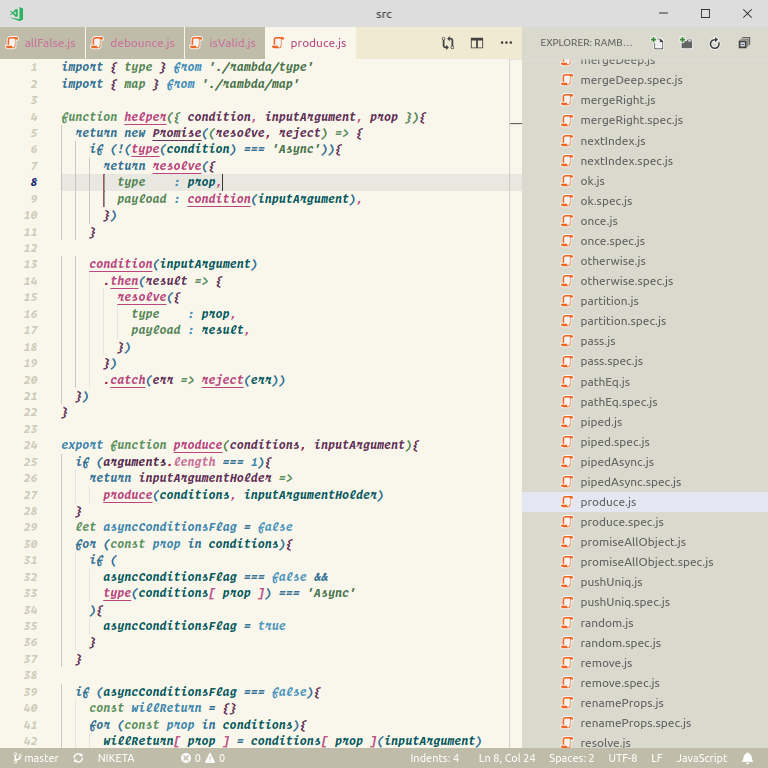 src
allFalse.js debounce.js isValid.js produce.js
1 import { type } from './rambda/type'
2 import { map } from './rambda/map'
3
4 function helper({ condition, inputArgument, prop }){
5 return new Promise((resolve, reject) => {
6 if (!(type(condition) === 'Async')){
7 return resolve({
8 type : prop,
9 payload : condition(inputArgument),
10 })
11 }
12
13 condition(inputArgument)
14 .then(result => {
15 resolve({
16 type : prop,
17 payload : result,
18 })
19 })
20 .catch(err => reject(err))
21 })
22 }
23
24 export function produce(conditions, inputArgument){
25 if (arguments.length === 1){
26 return inputArgumentHolder =>
27 produce(conditions, inputArgumentHolder)
28 }
29 let asyncConditionsFlag = false
30 for (const prop in conditions){
31 if (
32 asyncConditionsFlag === false &&
33 type(conditions[ prop ]) === 'Async'
34 ){
35 asyncConditionsFlag = true
36 }
37 }
38
39 if (asyncConditionsFlag === false){
40 const willReturn = {}
41 for (const prop in conditions){
42 willReturn[ prop ] = conditions[ prop ](inputArgument)
EXPLORER: RAMB...
mergeDeep.js
mergeDeep.spec.js
mergeRight.js
mergeRight.spec.js
nextIndex.js
nextIndex.spec.js
ok.js
ok.spec.js
once.js
once.spec.js
otherwise.js
otherwise.spec.js
partition.js
partition.spec.js
pass.js
pass.spec.js
pathEq.js
pathEq.spec.js
piped.js
piped.spec.js
pipedAsync.js
pipedAsync.spec.js
produce.js
produce.spec.js
promiseAllObject.js
promiseAllObject.spec.js
pushUniq.js
pushUniq.spec.js
random.js
random.spec.js
remove.js
remove.spec.js
renameProps.js
renameProps.spec.js
resolve.js
master NIKETA 0 0 Indents: 4 Ln 8, Col 24 Spaces: 2 UTF-8 LF JavaScript